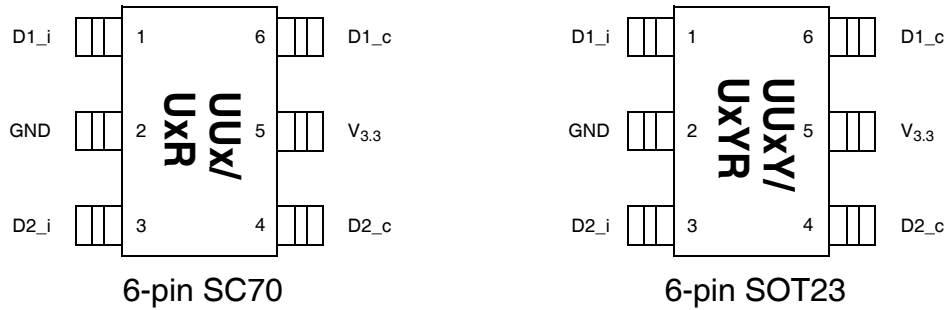 D1_i 1 6 D1_c
GND 2 5 V3.3
D2_i 3 4 D2_c
UUx/
UxR
6-pin SC70
D1_i 1 6 D1_c
GND 2 5 V3.3
D2_i 3 4 D2_c
UUxY/
UxYR
6-pin SOT23